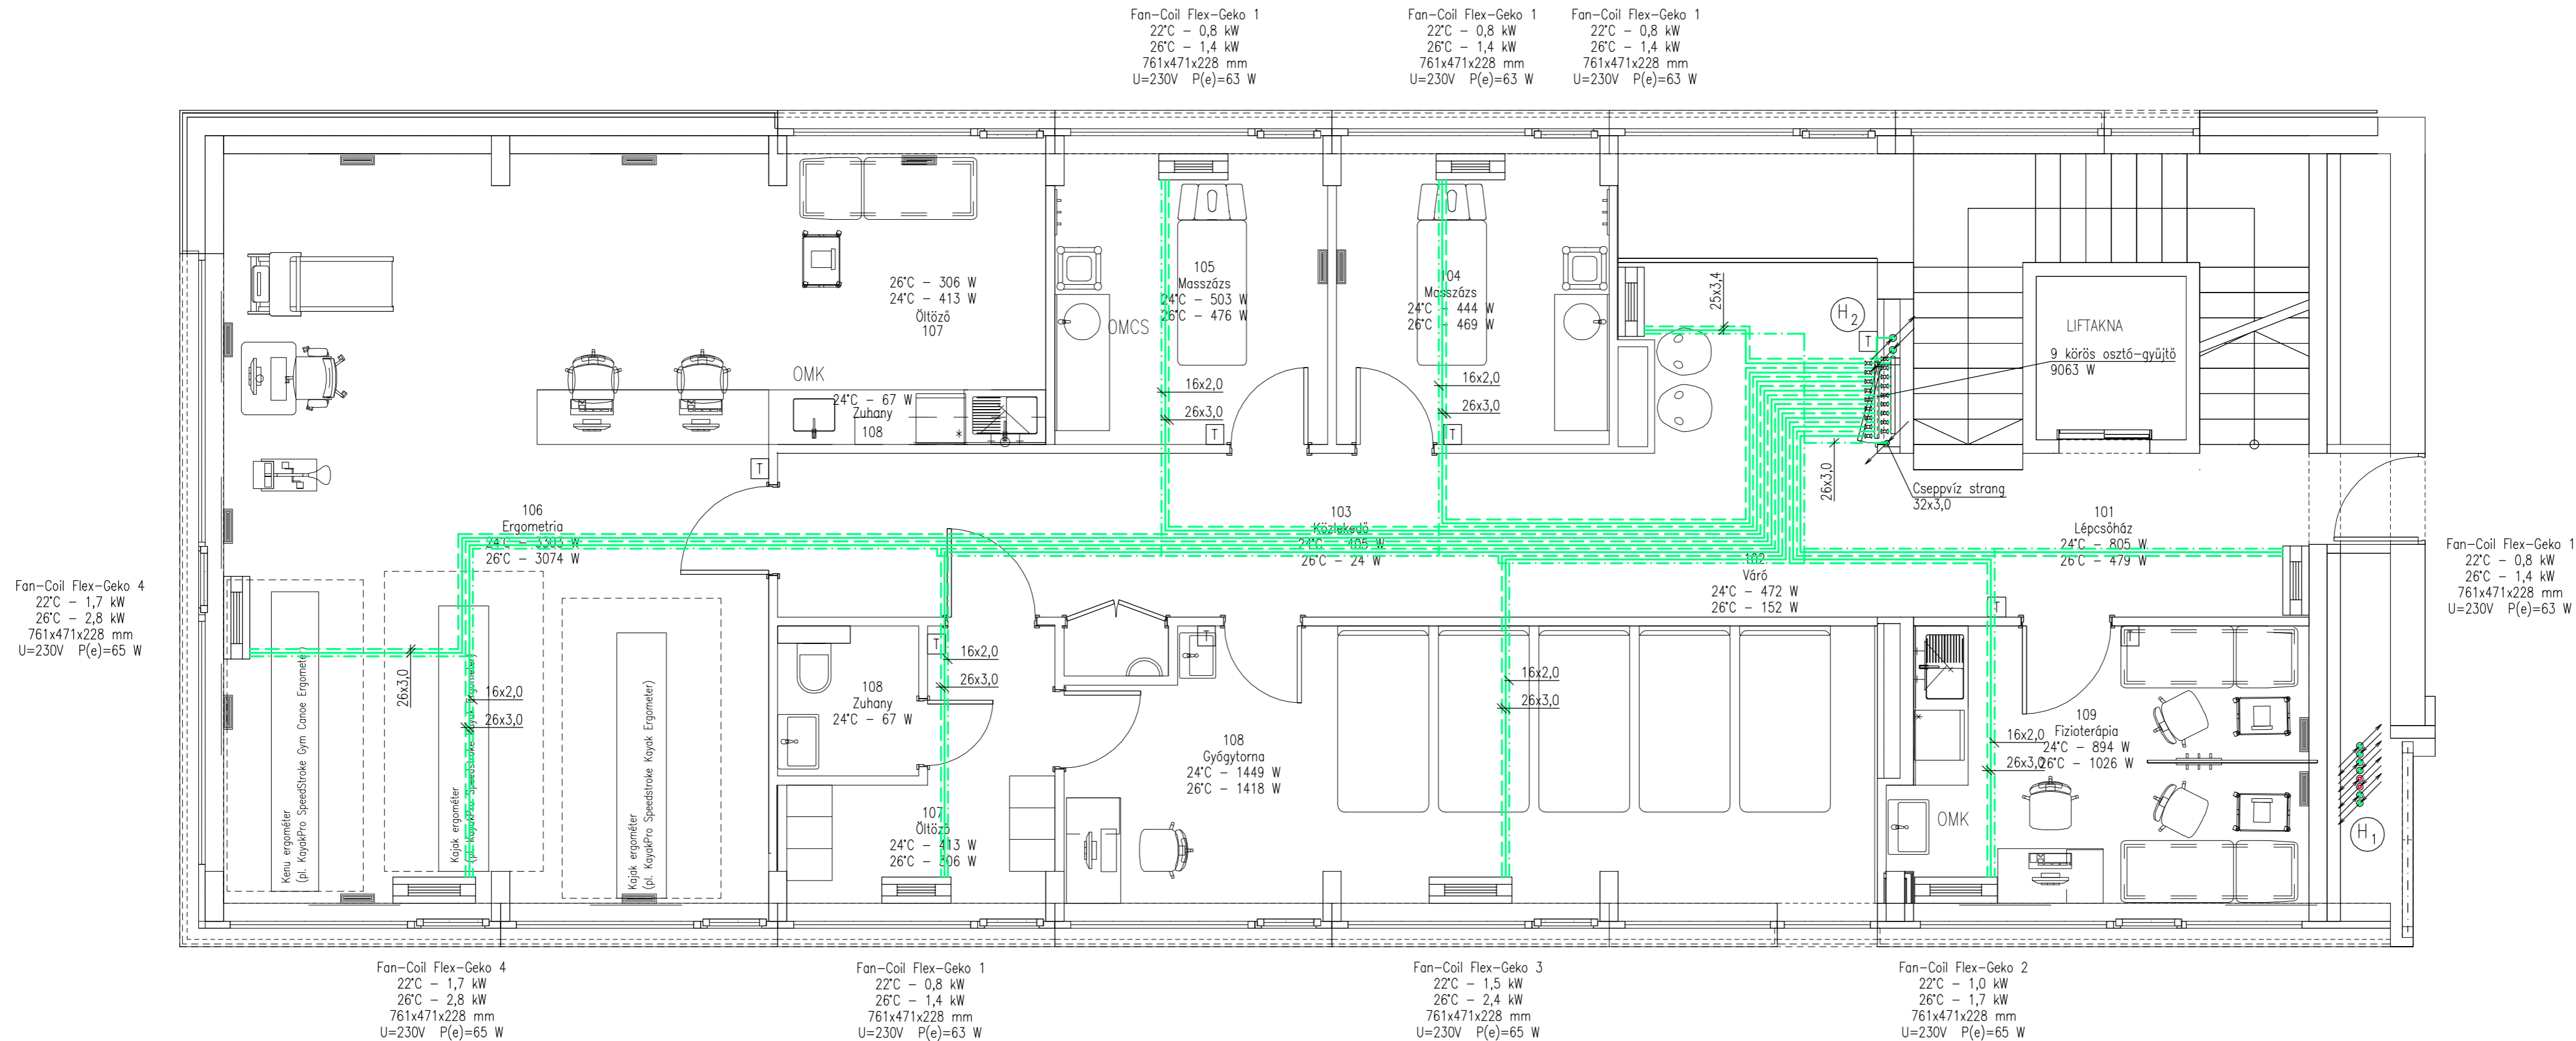 Fan-Coil Flex-Geko 1
22°C - 0,8 kW
26°C - 1,4 kW
761x471x228 mm
U=230V P(e)=63 W
Fan-Coil Flex-Geko 1
22°C - 0,8 kW
26°C - 1,4 kW
761x471x228 mm
U=230V P(e)=63 W
Fan-Coil Flex-Geko 1
22°C - 0,8 kW
26°C - 1,4 kW
761x471x228 mm
U=230V P(e)=63 W
26°C - 306 W
24°C - 413 W
Öltöző
107
OMK
24°C - 67 W
Zuhany
108
T
105
Masszázs
24°C - 503 W
26°C - 476 W
OMCS
16x2,0
26x3,0
T
104
Masszázs
24°C - 444 W
26°C - 469 W
16x2,0
26x3,0
T
25x3,4
H2
T
LIFTAKNA
9 körös osztó-gyűjtő
9063 W
26x3,0
Cseppvíz strang
32x3,0
106
Ergometria
24°C - 3303 W
26°C - 3074 W
103
Közlekedő
24°C - 405 W
26°C - 24 W
102
Váró
24°C - 472 W
26°C - 152 W
101
Lépcsőház
24°C - 805 W
26°C - 479 W
Fan-Coil Flex-Geko 4
22°C - 1,7 kW
26°C - 2,8 kW
761x471x228 mm
U=230V P(e)=65 W
Fan-Coil Flex-Geko 1
22°C - 0,8 kW
26°C - 1,4 kW
761x471x228 mm
U=230V P(e)=63 W
26x3,0
16x2,0
26x3,0
Kenu ergométer
(pl. KayakPro SpeedStroke Gym Canoe Ergometer)
Kajak ergométer
(pl. KayakPro Speedstroke Kayak Ergometer)
Kajak ergométer
(pl. KayakPro Speedstroke Kayak Ergometer)
108
Zuhany
24°C - 67 W
T
16x2,0
26x3,0
107
Öltöző
24°C - 413 W
26°C - 306 W
T
108
Gyógytorna
24°C - 1449 W
26°C - 1418 W
16x2,0
26x3,0
T
T
109
Fizioterápia
24°C - 894 W
26°C - 1026 W
16x2,0
26x3,0
OMK
H1
Fan-Coil Flex-Geko 4
22°C - 1,7 kW
26°C - 2,8 kW
761x471x228 mm
U=230V P(e)=65 W
Fan-Coil Flex-Geko 1
22°C - 0,8 kW
26°C - 1,4 kW
761x471x228 mm
U=230V P(e)=63 W
Fan-Coil Flex-Geko 3
22°C - 1,5 kW
26°C - 2,4 kW
761x471x228 mm
U=230V P(e)=65 W
Fan-Coil Flex-Geko 2
22°C - 1,0 kW
26°C - 1,7 kW
761x471x228 mm
U=230V P(e)=65 W